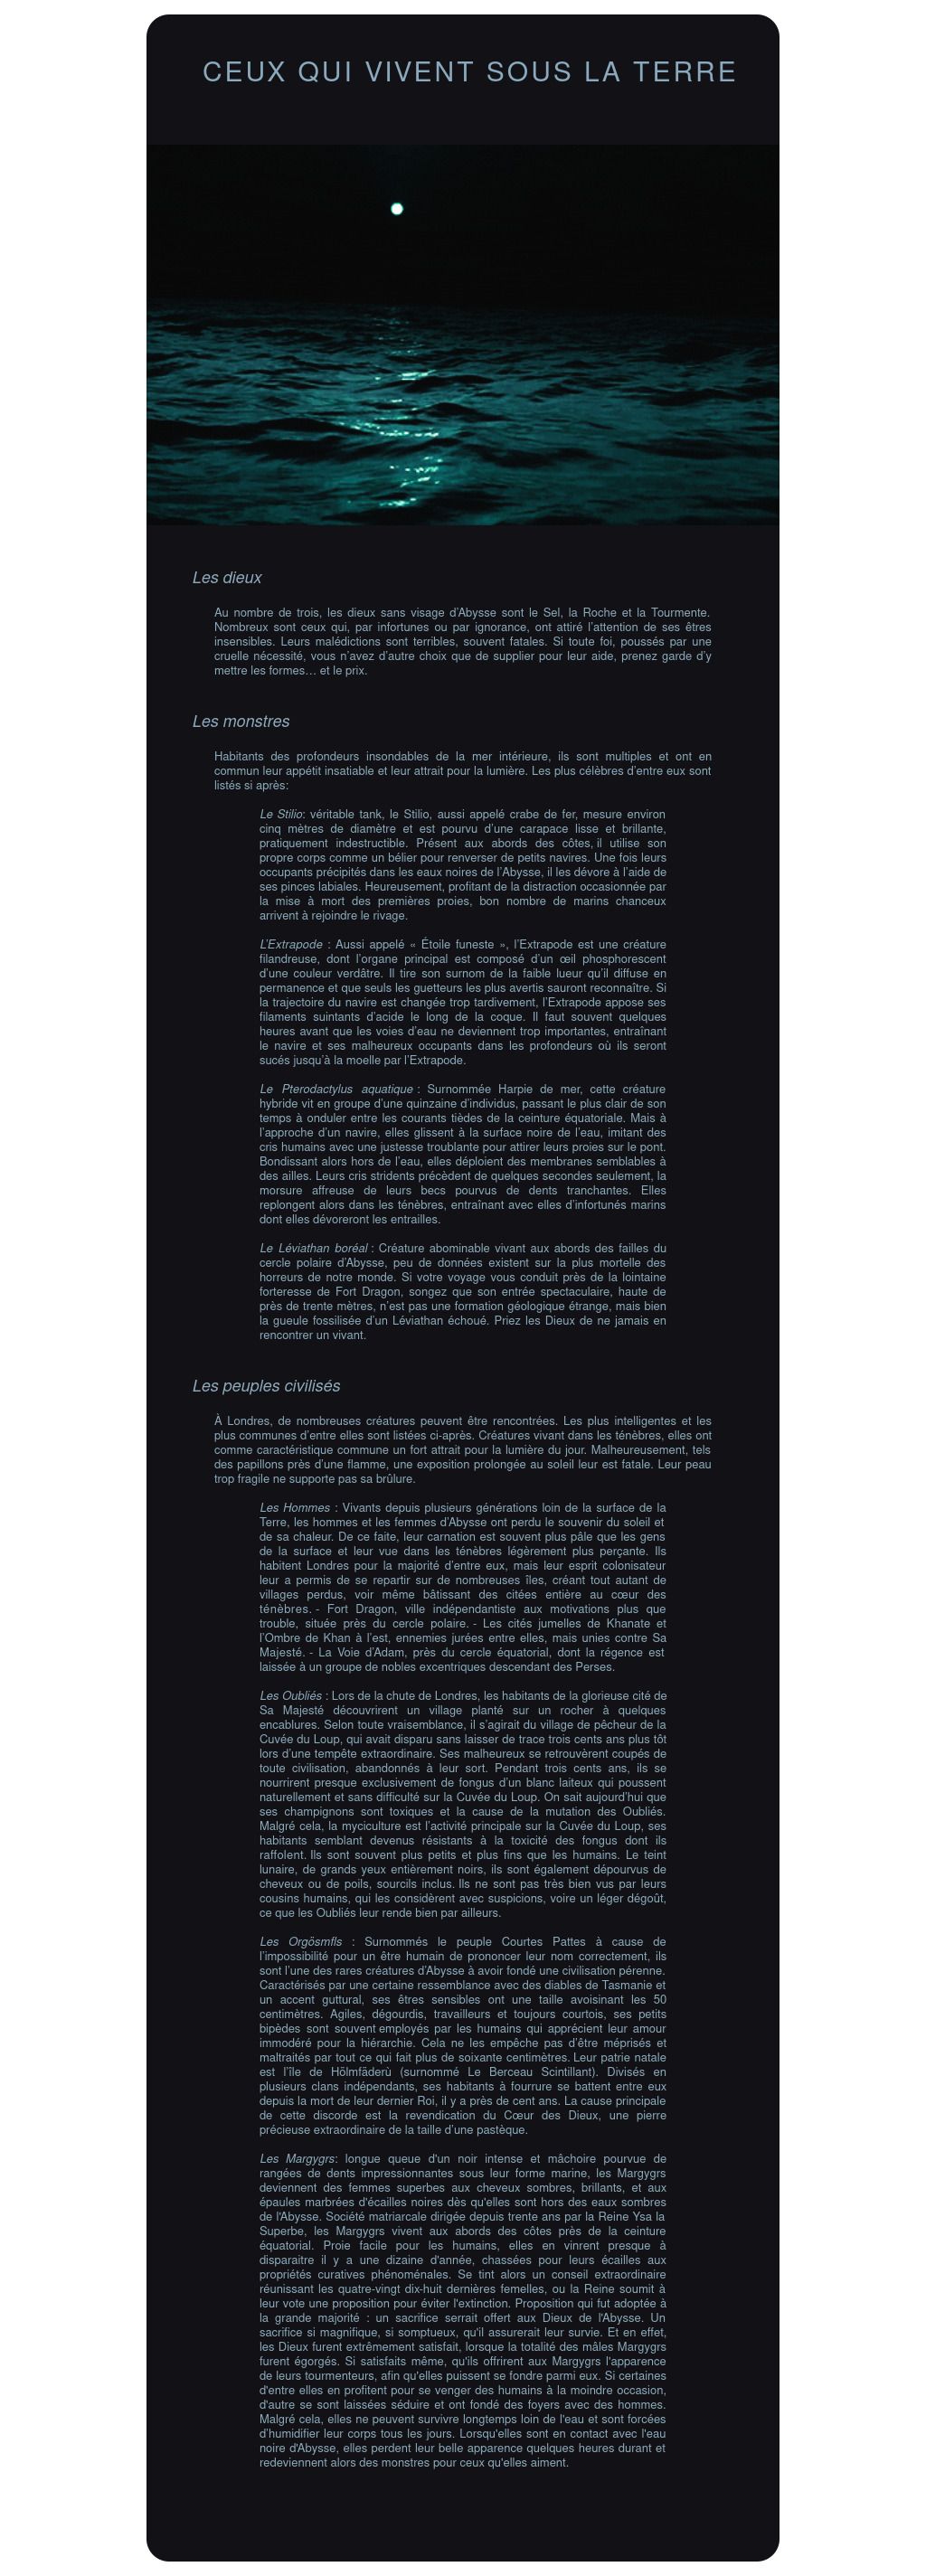 CEUX QUI VIVENT SOUS LA TERRE
Les dieux
Au nombre de trois, les dieux sans visage d’Abysse sont le Sel, la Roche et la Tourmente.
Nombreux sont ceux qui, par infortunes ou par ignorance, ont attiré l’attention de ses êtres
insensibles. Leurs malédictions sont terribles, souvent fatales. Si toute foi, poussés par une
cruelle nécessité, vous n’avez d’autre choix que de supplier pour leur aide, prenez garde d’y
mettre les formes… et le prix.
Les monstres
Habitants des profondeurs insondables de la mer intérieure, ils sont multiples et ont en
commun leur appétit insatiable et leur attrait pour la lumière. Les plus célèbres d’entre eux sont
listés si après:
Le Stilio: véritable tank, le Stilio, aussi appelé crabe de fer, mesure environ
cinq mètres de diamètre et est pourvu d’une carapace lisse et brillante,
pratiquement indestructible. Présent aux abords des côtes, il utilise son
propre corps comme un bélier pour renverser de petits navires. Une fois leurs
occupants précipités dans les eaux noires de l’Abysse, il les dévore à l’aide de
ses pinces labiales. Heureusement, profitant de la distraction occasionnée par
la mise à mort des premières proies, bon nombre de marins chanceux
arrivent à rejoindre le rivage.
L’Extrapode : Aussi appelé « Étoile funeste », l’Extrapode est une créature
filandreuse, dont l’organe principal est composé d’un œil phosphorescent
d’une couleur verdâtre. Il tire son surnom de la faible lueur qu’il diffuse en
permanence et que seuls les guetteurs les plus avertis sauront reconnaître. Si
la trajectoire du navire est changée trop tardivement, l’Extrapode appose ses
filaments suintants d’acide le long de la coque. Il faut souvent quelques
heures avant que les voies d’eau ne deviennent trop importantes, entraînant
le navire et ses malheureux occupants dans les profondeurs où ils seront
sucés jusqu’à la moelle par l’Extrapode.
Le Pterodactylus aquatique : Surnommée Harpie de mer, cette créature
hybride vit en groupe d’une quinzaine d’individus, passant le plus clair de son
temps à onduler entre les courants tièdes de la ceinture équatoriale. Mais à
l’approche d’un navire, elles glissent à la surface noire de l’eau, imitant des
cris humains avec une justesse troublante pour attirer leurs proies sur le pont.
Bondissant alors hors de l’eau, elles déploient des membranes semblables à
des ailles. Leurs cris stridents précèdent de quelques secondes seulement, la
morsure affreuse de leurs becs pourvus de dents tranchantes. Elles
replongent alors dans les ténèbres, entraînant avec elles d’infortunés marins
dont elles dévoreront les entrailles.
Le Léviathan boréal : Créature abominable vivant aux abords des failles du
cercle polaire d’Abysse, peu de données existent sur la plus mortelle des
horreurs de notre monde. Si votre voyage vous conduit près de la lointaine
forteresse de Fort Dragon, songez que son entrée spectaculaire, haute de
près de trente mètres, n’est pas une formation géologique étrange, mais bien
la gueule fossilisée d’un Léviathan échoué. Priez les Dieux de ne jamais en
rencontrer un vivant.
Les peuples civilisés
À Londres, de nombreuses créatures peuvent être rencontrées. Les plus intelligentes et les
plus communes d’entre elles sont listées ci-après. Créatures vivant dans les ténèbres, elles ont
comme caractéristique commune un fort attrait pour la lumière du jour. Malheureusement, tels
des papillons près d’une flamme, une exposition prolongée au soleil leur est fatale. Leur peau
trop fragile ne supporte pas sa brûlure.
Les Hommes : Vivants depuis plusieurs générations loin de la surface de la
Terre, les hommes et les femmes d’Abysse ont perdu le souvenir du soleil et
de sa chaleur. De ce faite, leur carnation est souvent plus pâle que les gens
de la surface et leur vue dans les ténèbres légèrement plus perçante. Ils
habitent Londres pour la majorité d’entre eux, mais leur esprit colonisateur
leur a permis de se repartir sur de nombreuses îles, créant tout autant de
villages perdus, voir même bâtissant des citées entière au cœur des
ténèbres. - Fort Dragon, ville indépendantiste aux motivations plus que
trouble, située près du cercle polaire. - Les cités jumelles de Khanate et
l’Ombre de Khan à l’est, ennemies jurées entre elles, mais unies contre Sa
Majesté. - La Voie d’Adam, près du cercle équatorial, dont la régence est
laissée à un groupe de nobles excentriques descendant des Perses.
Les Oubliés : Lors de la chute de Londres, les habitants de la glorieuse cité de
Sa Majesté découvrirent un village planté sur un rocher à quelques
encablures. Selon toute vraisemblance, il s’agirait du village de pêcheur de la
Cuvée du Loup, qui avait disparu sans laisser de trace trois cents ans plus tôt
lors d’une tempête extraordinaire. Ses malheureux se retrouvèrent coupés de
toute civilisation, abandonnés à leur sort. Pendant trois cents ans, ils se
nourrirent presque exclusivement de fongus d’un blanc laiteux qui poussent
naturellement et sans difficulté sur la Cuvée du Loup. On sait aujourd’hui que
ses champignons sont toxiques et la cause de la mutation des Oubliés.
Malgré cela, la myciculture est l’activité principale sur la Cuvée du Loup, ses
habitants semblant devenus résistants à la toxicité des fongus dont ils
raffolent. Ils sont souvent plus petits et plus fins que les humains. Le teint
lunaire, de grands yeux entièrement noirs, ils sont également dépourvus de
cheveux ou de poils, sourcils inclus. Ils ne sont pas très bien vus par leurs
cousins humains, qui les considèrent avec suspicions, voire un léger dégoût,
ce que les Oubliés leur rende bien par ailleurs.
Les Orgösmfls : Surnommés le peuple Courtes Pattes à cause de
l’impossibilité pour un être humain de prononcer leur nom correctement, ils
sont l’une des rares créatures d’Abysse à avoir fondé une civilisation pérenne.
Caractérisés par une certaine ressemblance avec des diables de Tasmanie et
un accent guttural, ses êtres sensibles ont une taille avoisinant les 50
centimètres. Agiles, dégourdis, travailleurs et toujours courtois, ses petits
bipèdes sont souvent employés par les humains qui apprécient leur amour
immodéré pour la hiérarchie. Cela ne les empêche pas d’être méprisés et
maltraités par tout ce qui fait plus de soixante centimètres. Leur patrie natale
est l’île de Hölmfäderù (surnommé Le Berceau Scintillant). Divisés en
plusieurs clans indépendants, ses habitants à fourrure se battent entre eux
depuis la mort de leur dernier Roi, il y a près de cent ans. La cause principale
de cette discorde est la revendication du Cœur des Dieux, une pierre
précieuse extraordinaire de la taille d’une pastèque.
Les Margygrs: longue queue d'un noir intense et mâchoire pourvue de
rangées de dents impressionnantes sous leur forme marine, les Margygrs
deviennent des femmes superbes aux cheveux sombres, brillants, et aux
épaules marbrées d'écailles noires dès qu'elles sont hors des eaux sombres
de l'Abysse. Société matriarcale dirigée depuis trente ans par la Reine Ysa la
Superbe, les Margygrs vivent aux abords des côtes près de la ceinture
équatorial. Proie facile pour les humains, elles en vinrent presque à
disparaitre il y a une dizaine d'année, chassées pour leurs écailles aux
propriétés curatives phénoménales. Se tint alors un conseil extraordinaire
réunissant les quatre-vingt dix-huit dernières femelles, ou la Reine soumit à
leur vote une proposition pour éviter l'extinction. Proposition qui fut adoptée à
la grande majorité : un sacrifice serrait offert aux Dieux de l'Abysse. Un
sacrifice si magnifique, si somptueux, qu'il assurerait leur survie. Et en effet,
les Dieux furent extrêmement satisfait, lorsque la totalité des mâles Margygrs
furent égorgés. Si satisfaits même, qu'ils offrirent aux Margygrs l'apparence
de leurs tourmenteurs, afin qu'elles puissent se fondre parmi eux. Si certaines
d'entre elles en profitent pour se venger des humains à la moindre occasion,
d'autre se sont laissées séduire et ont fondé des foyers avec des hommes.
Malgré cela, elles ne peuvent survivre longtemps loin de l'eau et sont forcées
d'humidifier leur corps tous les jours. Lorsqu'elles sont en contact avec l'eau
noire d'Abysse, elles perdent leur belle apparence quelques heures durant et
redeviennent alors des monstres pour ceux qu'elles aiment.